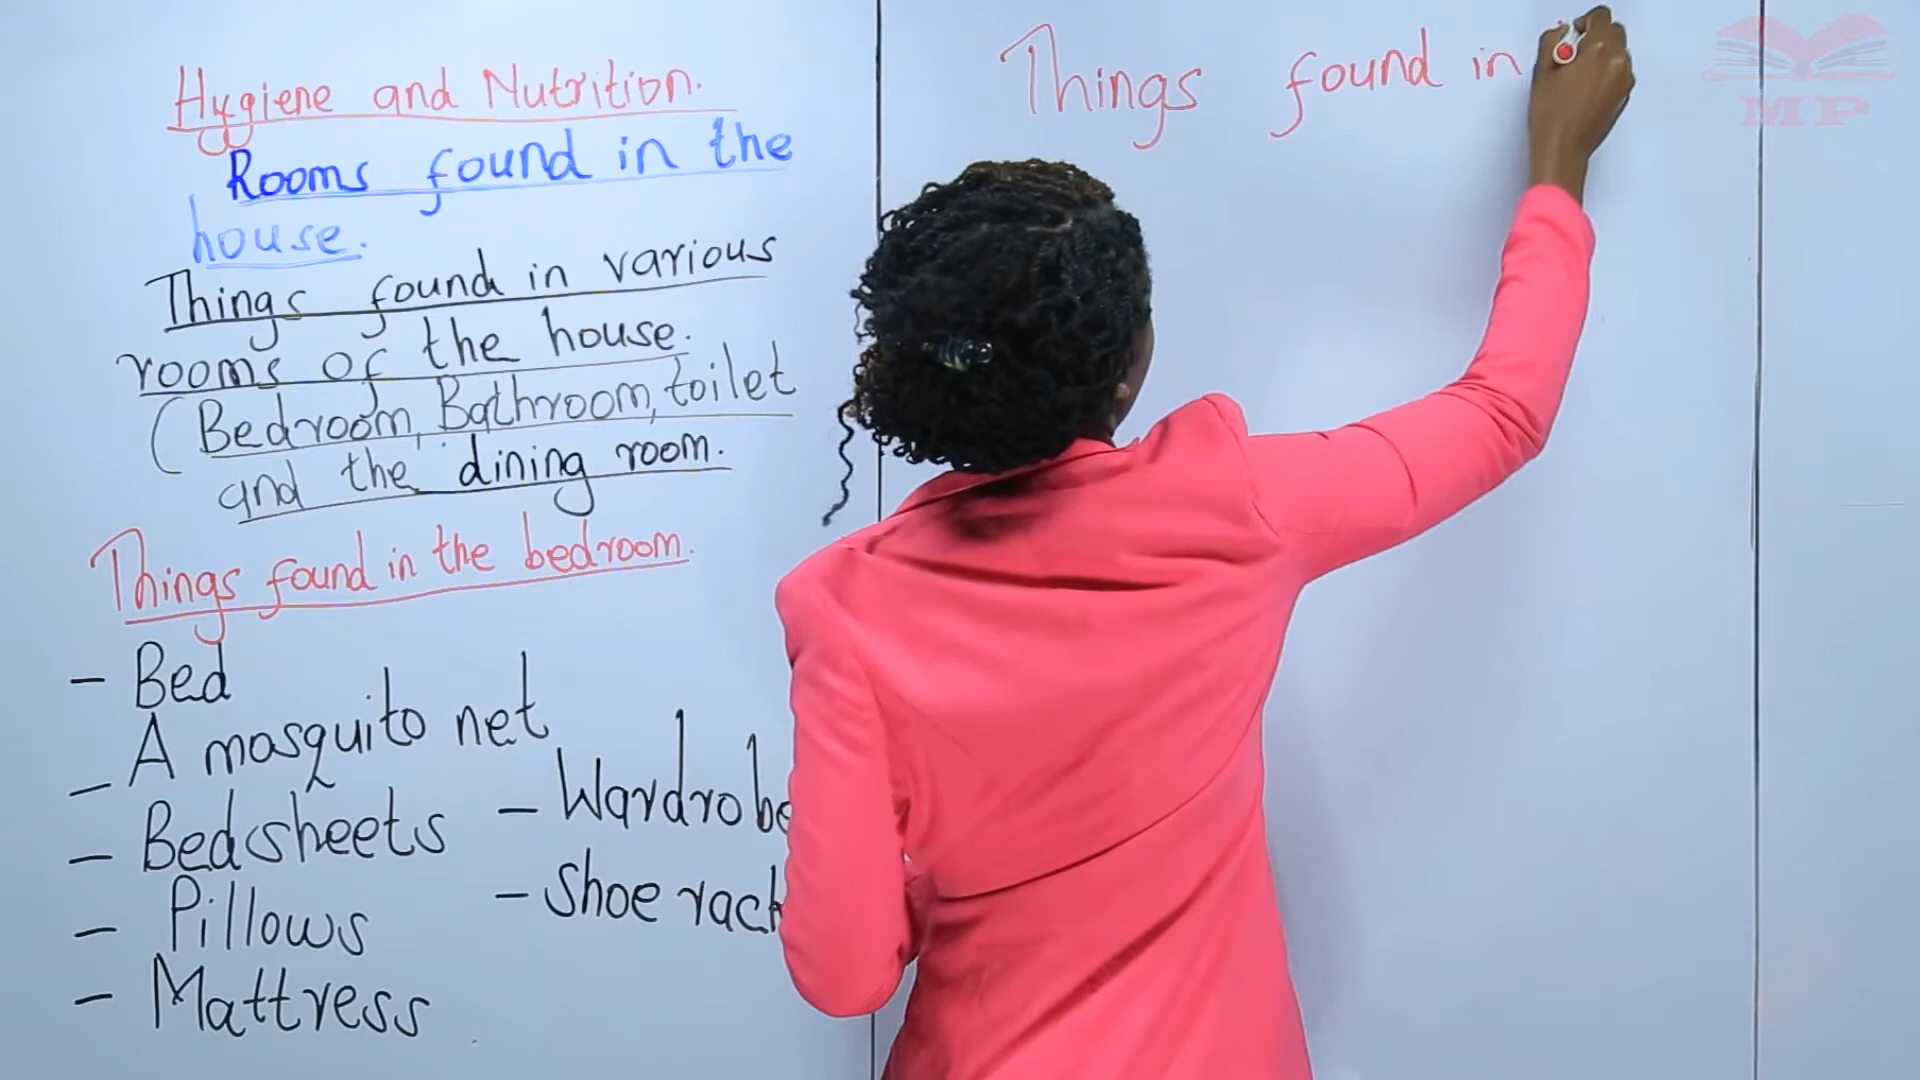 Hygiene and Nutrition.
Rooms found in the
house.
Things found in various
rooms of the house.
(Bedroom, Bathroom, toilet
and the dining room.
Things found in the bedroom.
- Bed
- A mosquito net
- Bedsheets
- Pillows
- Mattress
- Wardrobe
- Shoe rack
Things found in
MP